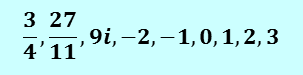 3/4, 27/11, 9i, −2, −1, 0, 1, 2, 3